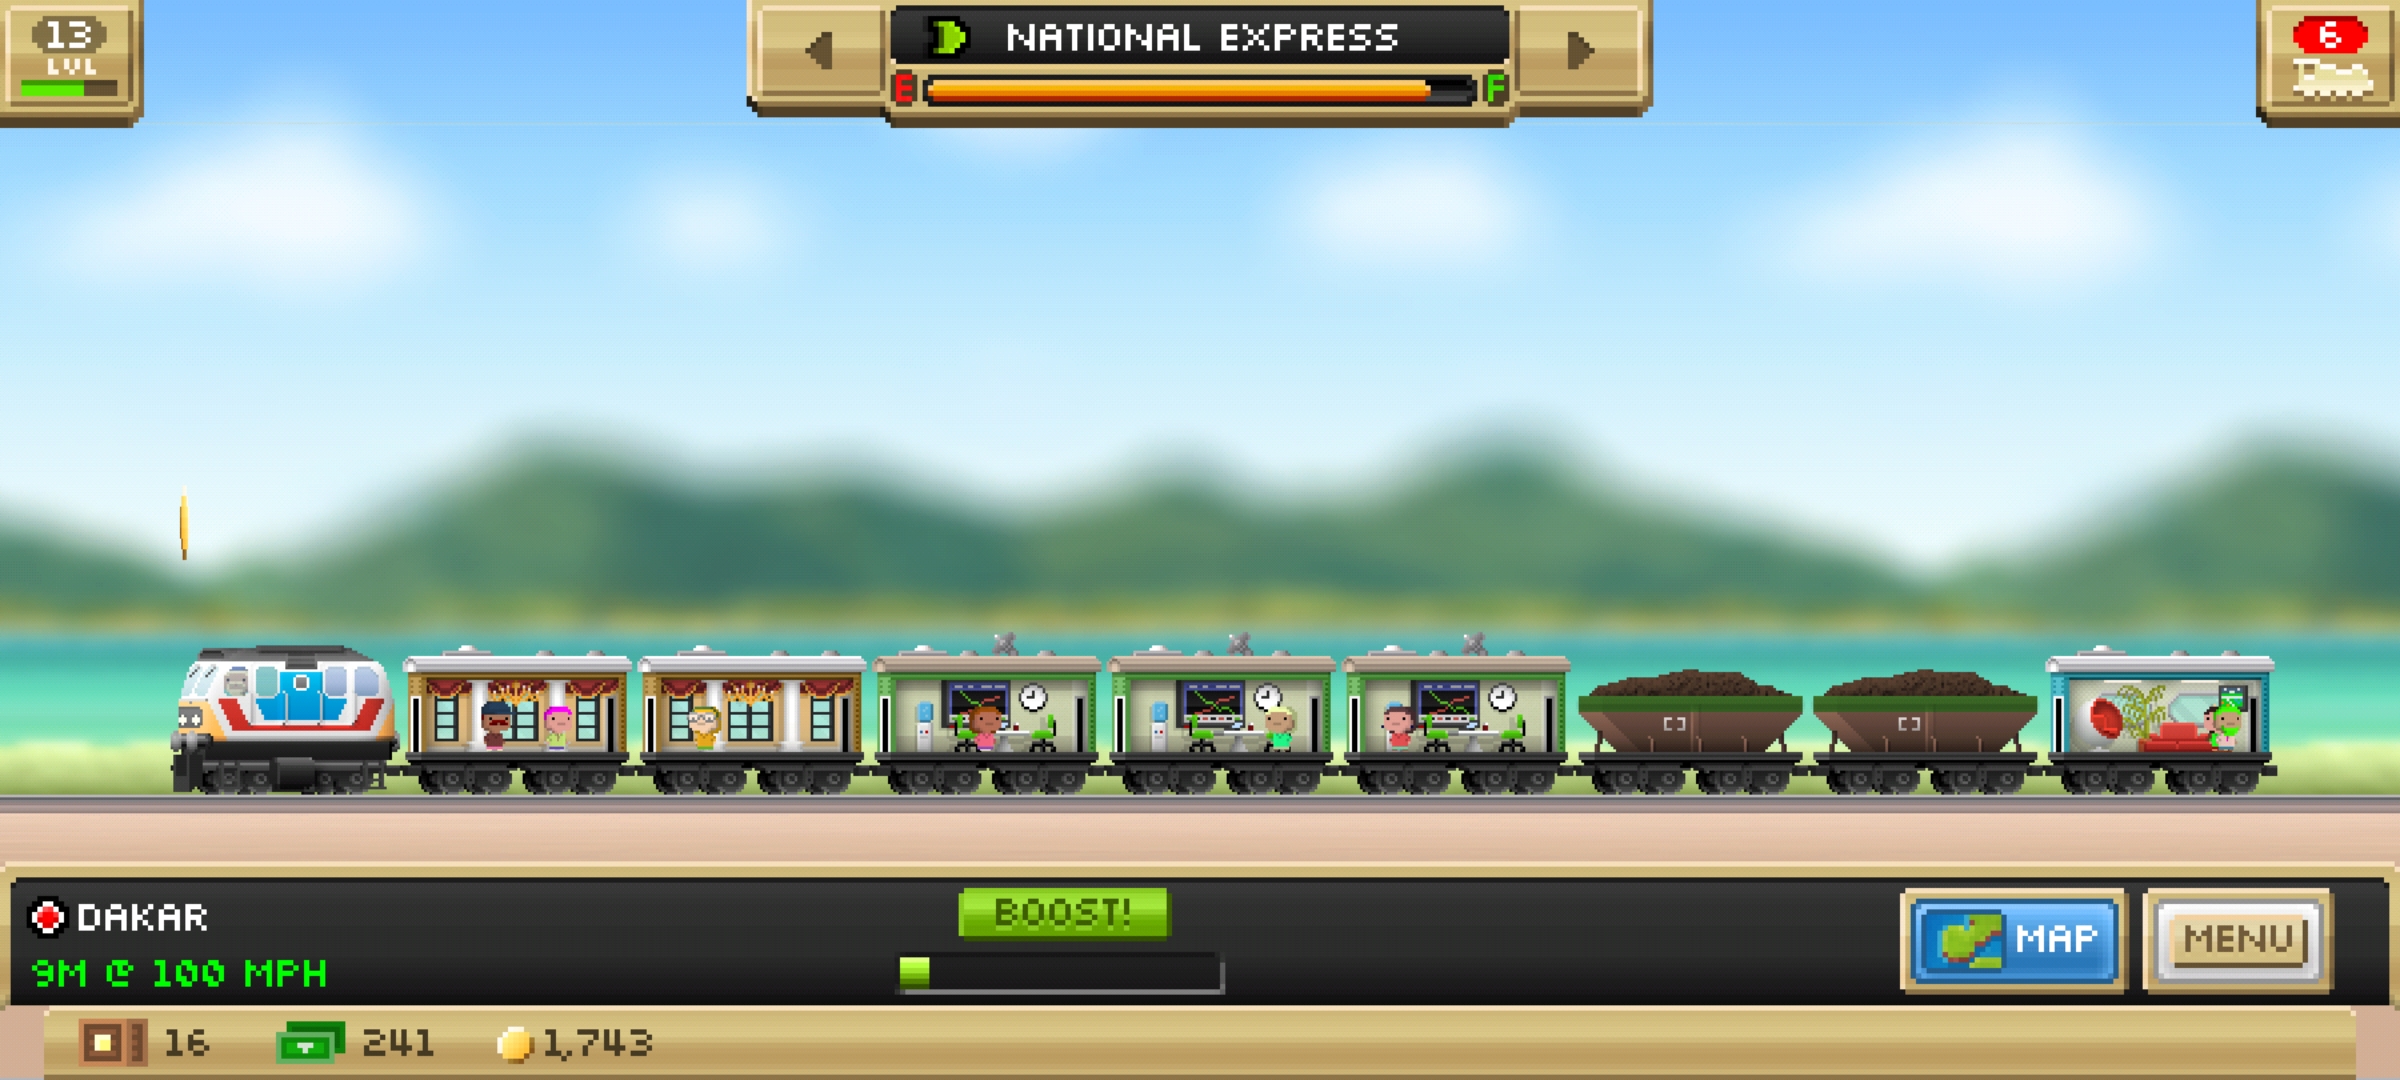 13
LVL
NATIONAL EXPRESS
E F
6
DAKAR
9M @ 100 MPH
BOOST!
MAP
MENU
16 241 1,743